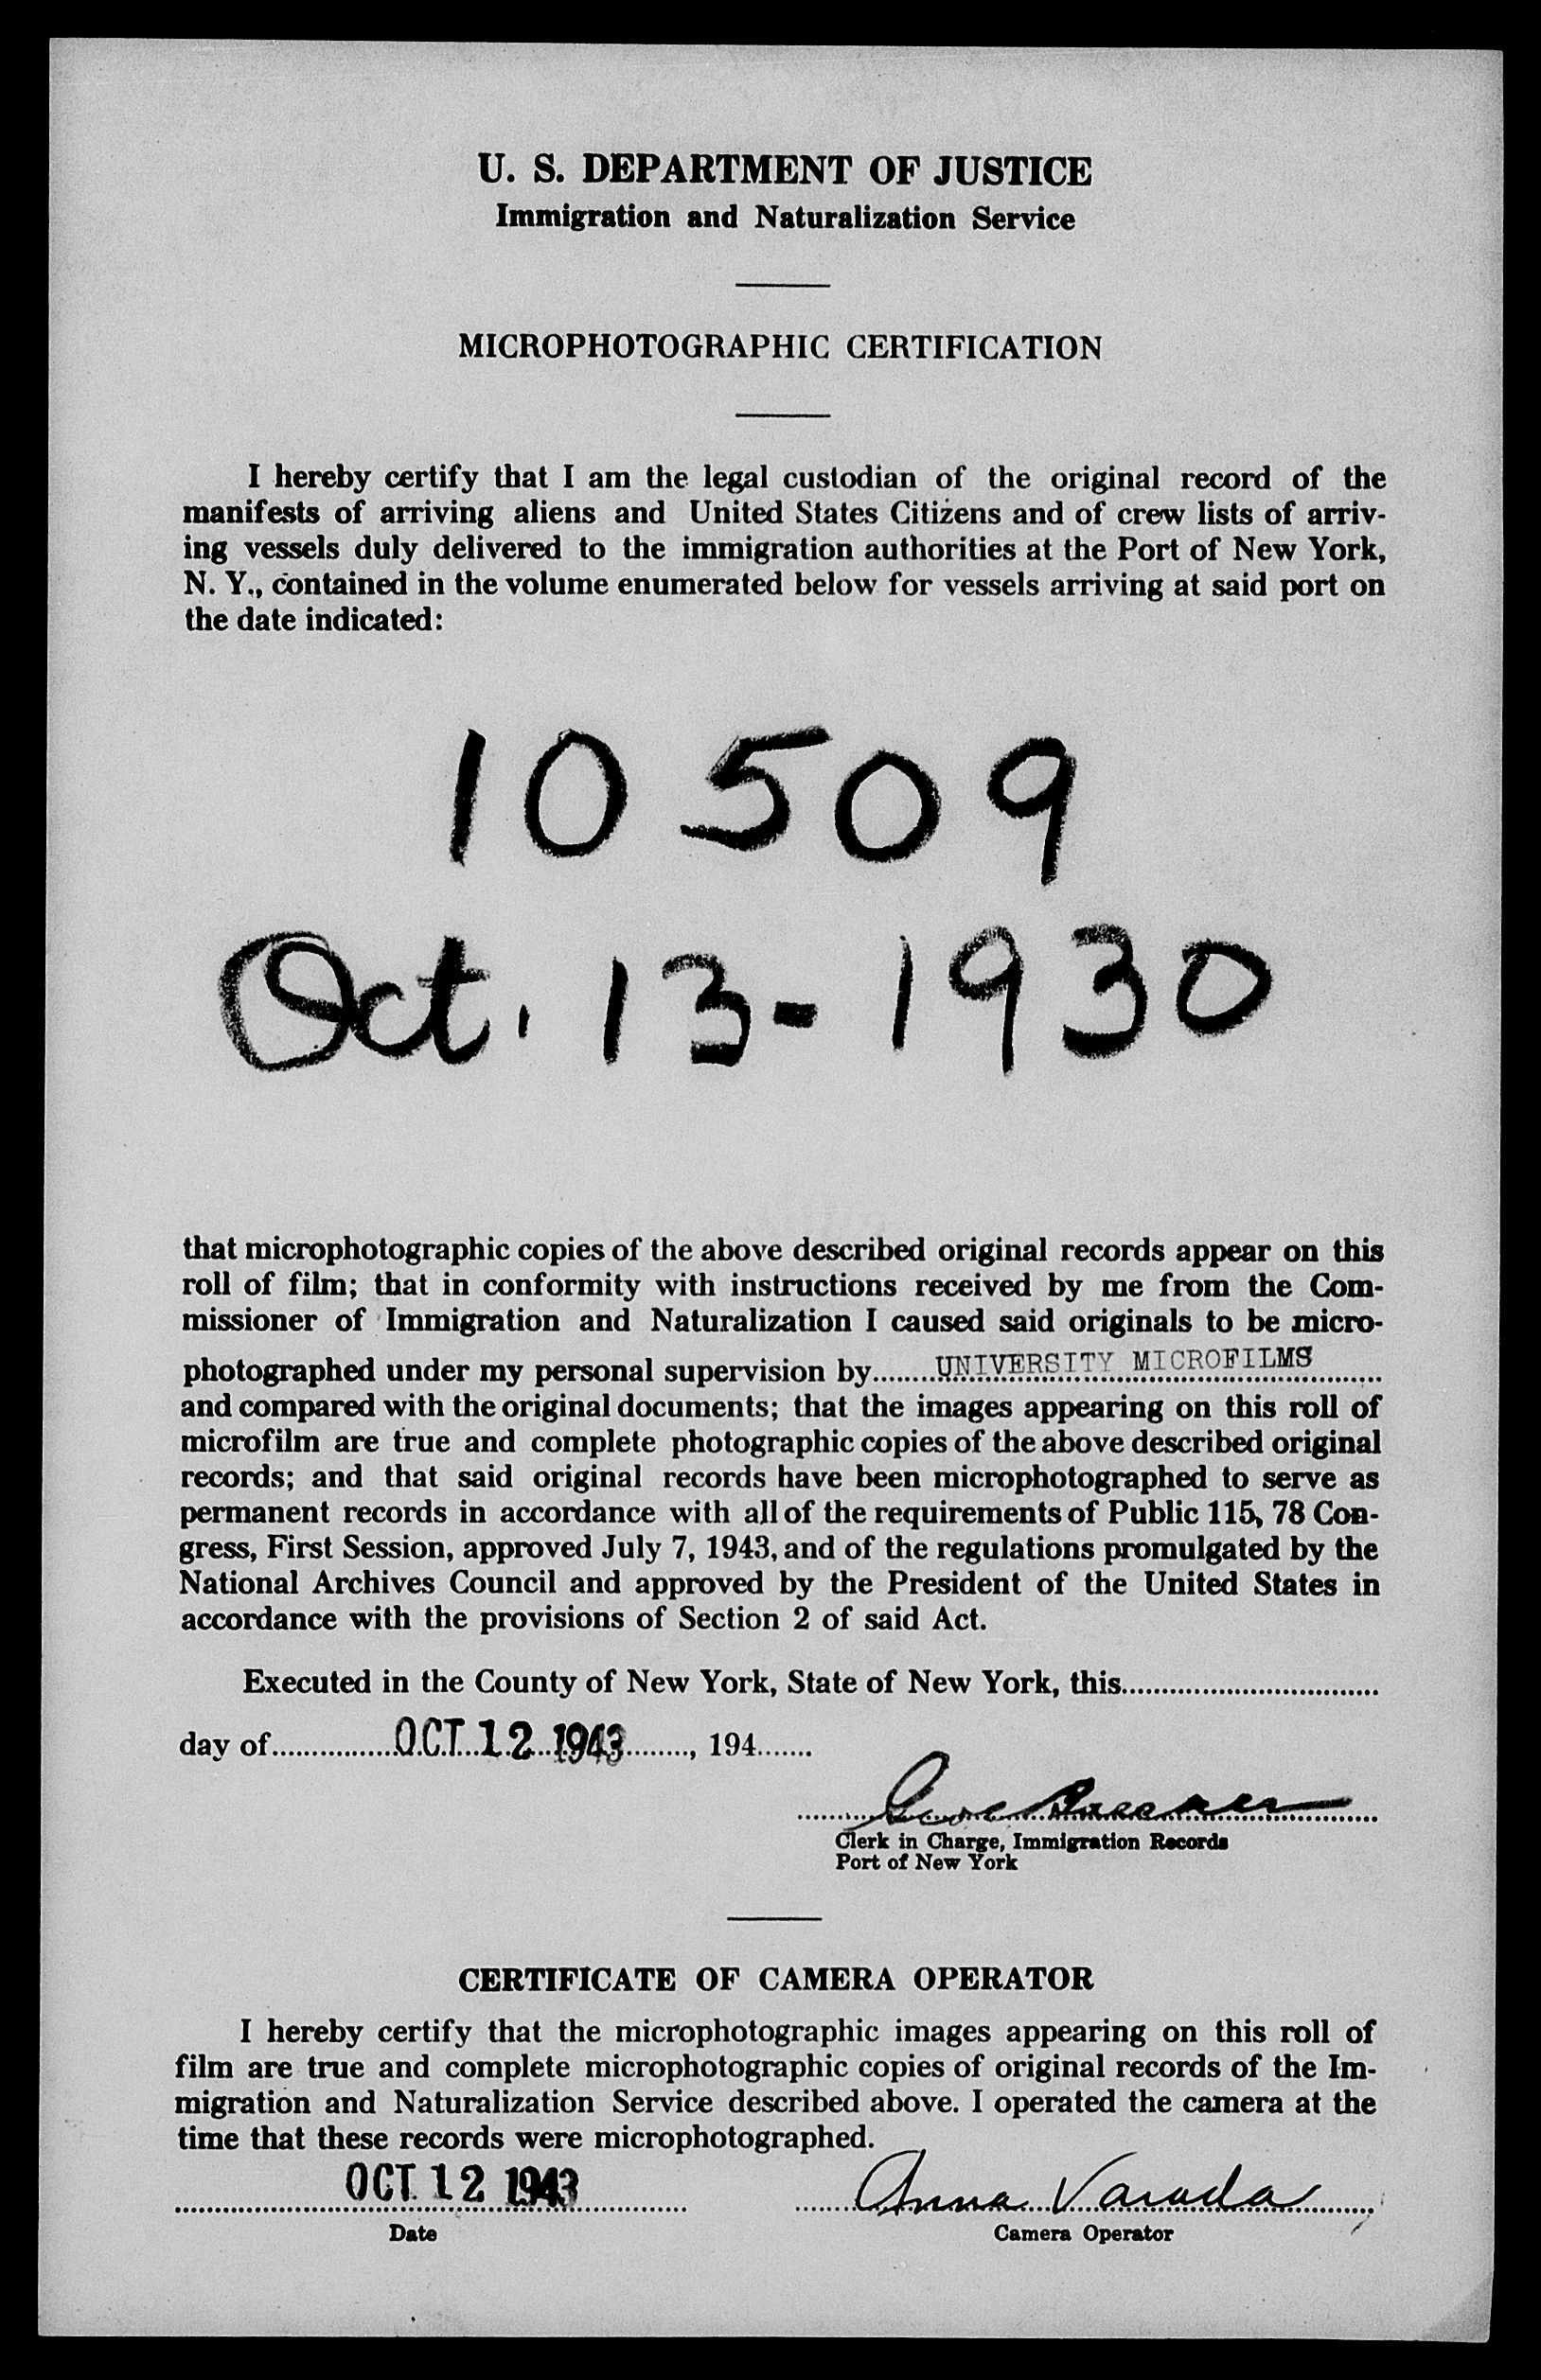 U. S. DEPARTMENT OF JUSTICE
Immigration and Naturalization Service
MICROPHOTOGRAPHIC CERTIFICATION
I hereby certify that I am the legal custodian of the original record of the
manifests of arriving aliens and United States Citizens and of crew lists of arriv-
ing vessels duly delivered to the immigration authorities at the Port of New York,
N. Y., contained in the volume enumerated below for vessels arriving at said port on
the date indicated:
10509
Oct. 13-1930
that microphotographic copies of the above described original records appear on this
roll of film; that in conformity with instructions received by me from the Com-
missioner of Immigration and Naturalization I caused said originals to be micro-
photographed under my personal supervision by........UNIVERSITY MICROFILMS
and compared with the original documents; that the images appearing on this roll of
microfilm are true and complete photographic copies of the above described original
records; and that said original records have been microphotographed to serve as
permanent records in accordance with all of the requirements of Public 115, 78 Con-
gress, First Session, approved July 7, 1943, and of the regulations promulgated by the
National Archives Council and approved by the President of the United States in
accordance with the provisions of Section 2 of said Act.
Executed in the County of New York, State of New York, this................................
day of................OCT 12 1943........, 194.......
Clerk in Charge, Immigration Records
Port of New York
CERTIFICATE OF CAMERA OPERATOR
I hereby certify that the microphotographic images appearing on this roll of
film are true and complete microphotographic copies of original records of the Im-
migration and Naturalization Service described above. I operated the camera at the
time that these records were microphotographed.
OCT 12 1943 Anna Varada
Date Camera Operator